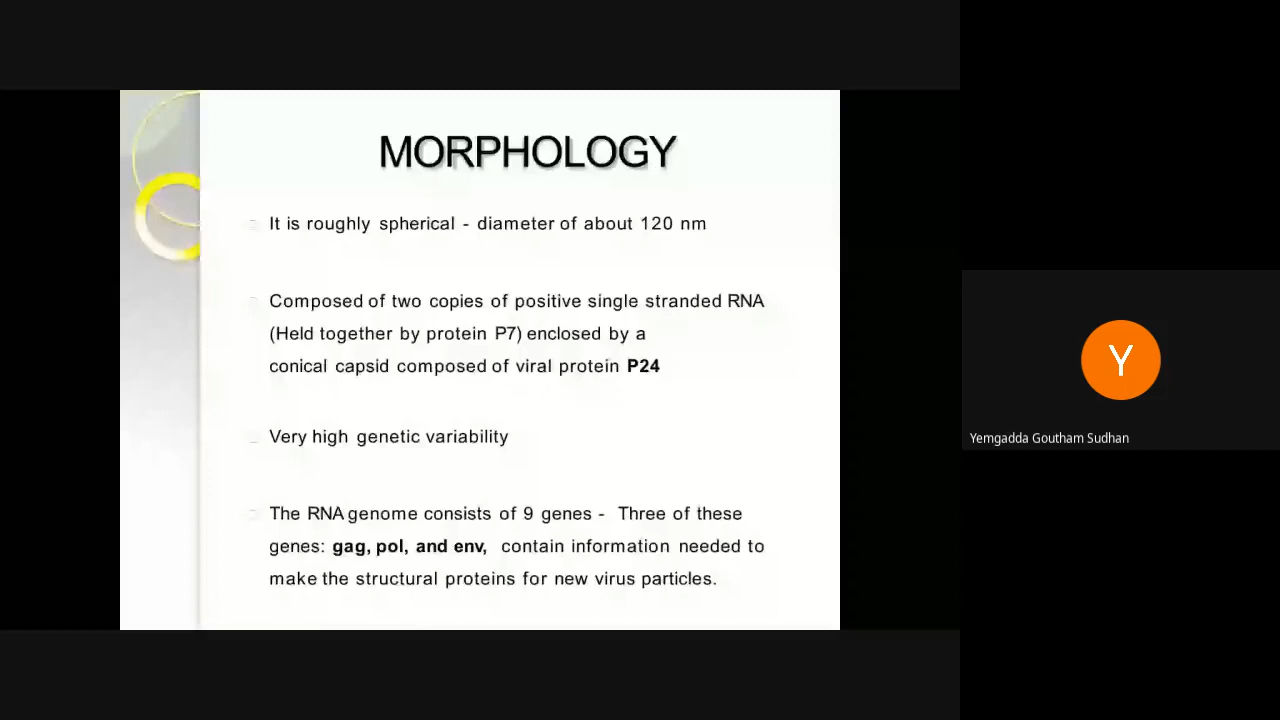 MORPHOLOGY
It is roughly spherical - diameter of about 120 nm
Composed of two copies of positive single stranded RNA
(Held together by protein P7) enclosed by a
conical capsid composed of viral protein P24
Very high genetic variability
The RNA genome consists of 9 genes - Three of these
genes: gag, pol, and env, contain information needed to
make the structural proteins for new virus particles.
Y
Yemgadda Goutham Sudhan